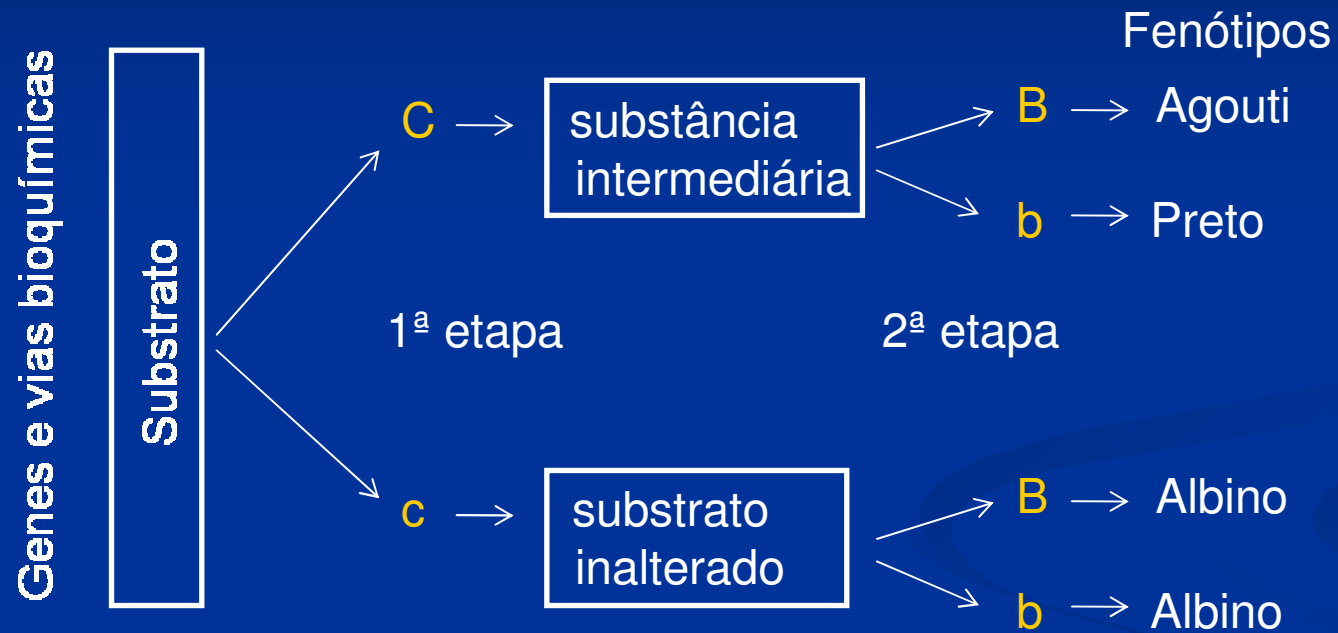 Genes e vias bioquímicas
Substrato
Fenótipos
C
substância
intermediária
B
Agouti
b
Preto
1ª etapa
2ª etapa
c
substrato
inalterado
B
Albino
b
Albino